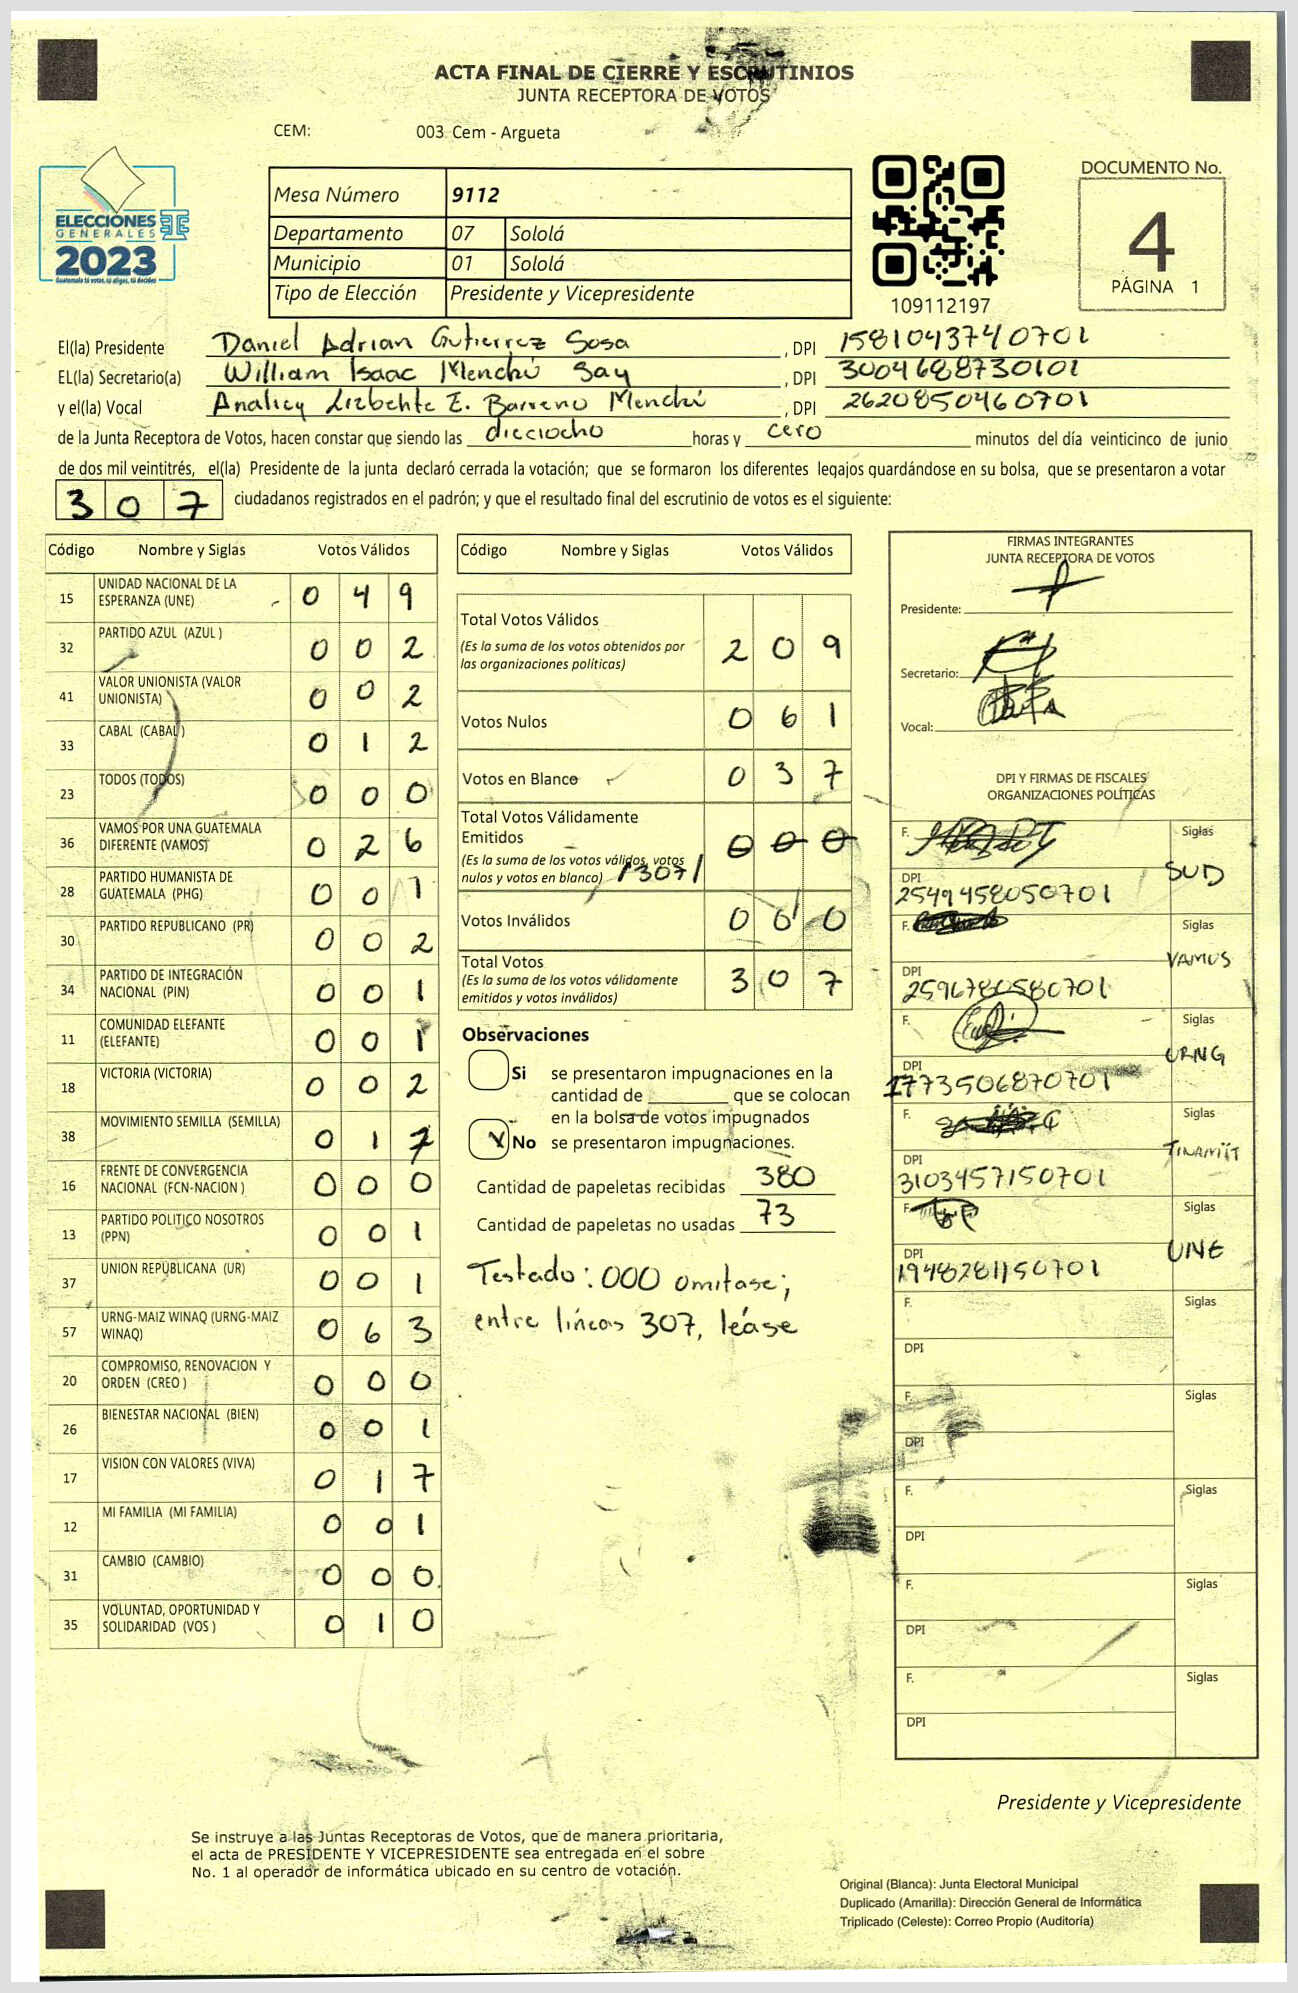 ACTA FINAL DE CIERRE Y ESCRUTINIOS
JUNTA RECEPTORA DE VOTOS
CEM: 003 Cem - Argueta
ELECCIONES
GENERALES
2023
Guatemala tú votas, tú eliges, tú decides
Mesa Número 9112
Departamento 07 Sololá
Municipio 01 Sololá
Tipo de Elección Presidente y Vicepresidente
109112197
DOCUMENTO No.
4
PÁGINA 1
El(la) Presidente Daniel Adrian Gutierrez Sosa , DPI 1581043740701
EL(la) Secretario(a) William Isaac Menchú Say , DPI 3004688730101
y el(la) Vocal Analicy Lizbehte E. Barreno Menchú , DPI 2620850460701
de la Junta Receptora de Votos, hacen constar que siendo las dieciocho horas y cero minutos del día veinticinco de junio
de dos mil veintitrés, el(la) Presidente de la junta declaró cerrada la votación; que se formaron los diferentes legajos guardándose en su bolsa, que se presentaron a votar
307 ciudadanos registrados en el padrón; y que el resultado final del escrutinio de votos es el siguiente:
Código Nombre y Siglas Votos Válidos
15 UNIDAD NACIONAL DE LA ESPERANZA (UNE) 0 4 9
32 PARTIDO AZUL (AZUL ) 0 0 2
41 VALOR UNIONISTA (VALOR UNIONISTA) 0 0 2
33 CABAL (CABAL ) 0 1 2
23 TODOS (TODOS) 0 0 0
36 VAMOS POR UNA GUATEMALA DIFERENTE (VAMOS) 0 2 6
28 PARTIDO HUMANISTA DE GUATEMALA (PHG) 0 0 1
30 PARTIDO REPUBLICANO (PR) 0 0 2
34 PARTIDO DE INTEGRACIÓN NACIONAL (PIN) 0 0 1
11 COMUNIDAD ELEFANTE (ELEFANTE) 0 0 1
18 VICTORIA (VICTORIA) 0 0 2
38 MOVIMIENTO SEMILLA (SEMILLA) 0 1 7
16 FRENTE DE CONVERGENCIA NACIONAL (FCN-NACION ) 0 0 0
13 PARTIDO POLITICO NOSOTROS (PPN) 0 0 1
37 UNION REPUBLICANA (UR) 0 0 1
57 URNG-MAIZ WINAQ (URNG-MAIZ WINAQ) 0 6 3
20 COMPROMISO, RENOVACION Y ORDEN (CREO ) 0 0 0
26 BIENESTAR NACIONAL (BIEN) 0 0 1
17 VISION CON VALORES (VIVA) 0 1 7
12 MI FAMILIA (MI FAMILIA) 0 0 1
31 CAMBIO (CAMBIO) 0 0 0
35 VOLUNTAD, OPORTUNIDAD Y SOLIDARIDAD (VOS ) 0 1 0
Código Nombre y Siglas Votos Válidos
Total Votos Válidos 2 0 9
(Es la suma de los votos obtenidos por
las organizaciones políticas)
Votos Nulos 0 6 1
Votos en Blanco 0 3 7
Total Votos Válidamente
Emitidos 0 0 0
(Es la suma de los votos válidos, votos
nulos y votos en blanco) /307/
Votos Inválidos 0 0 0
Total Votos 3 0 7
(Es la suma de los votos válidamente
emitidos y votos inválidos)
Observaciones
Si se presentaron impugnaciones en la
cantidad de ________ que se colocan
en la bolsa de votos impugnados
X No se presentaron impugnaciones.
Cantidad de papeletas recibidas 380
Cantidad de papeletas no usadas 73
Testado: 000 omitase;
entre líneas 307, léase
FIRMAS INTEGRANTES
JUNTA RECEPTORA DE VOTOS
Presidente:
Secretario:
Vocal:
DPI Y FIRMAS DE FISCALES
ORGANIZACIONES POLÍTICAS
F. Siglas
SUD
DPI
2549458050701
F. Siglas
VAMOS
DPI
2596780580701
F. Siglas
URNG
DPI
1773506870701
F. Siglas
TINAMIT
DPI
3103457150701
F. Siglas
UNE
DPI
1948281150701
F. Siglas
DPI
F. Siglas
DPI
F. Siglas
DPI
F. Siglas
DPI
F. Siglas
DPI
Presidente y Vicepresidente
Se instruye a las Juntas Receptoras de Votos, que de manera prioritaria,
el acta de PRESIDENTE Y VICEPRESIDENTE sea entregada en el sobre
No. 1 al operador de informática ubicado en su centro de votación.
Original (Blanca): Junta Electoral Municipal
Duplicado (Amarilla): Dirección General de Informática
Triplicado (Celeste): Correo Propio (Auditoría)